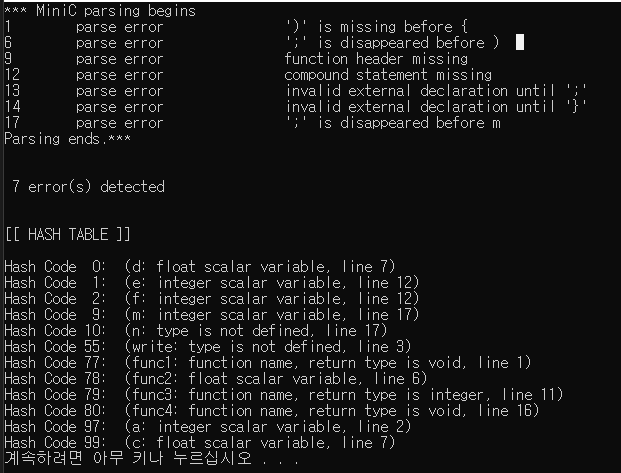 *** MiniC parsing begins
1 parse error ')' is missing before {
6 parse error ';' is disappeared before )
9 function header missing
12 compound statement missing
13 parse error invalid external declaration until ';'
14 parse error invalid external declaration until '}'
17 parse error ';' is disappeared before m
Parsing ends.***
7 error(s) detected
[[ HASH TABLE ]]
Hash Code 0: (d: float scalar variable, line 7)
Hash Code 1: (e: integer scalar variable, line 12)
Hash Code 2: (f: integer scalar variable, line 12)
Hash Code 9: (m: integer scalar variable, line 17)
Hash Code 10: (n: type is not defined, line 17)
Hash Code 55: (write: type is not defined, line 3)
Hash Code 77: (func1: function name, return type is void, line 1)
Hash Code 78: (func2: float scalar variable, line 6)
Hash Code 79: (func3: function name, return type is integer, line 11)
Hash Code 80: (func4: function name, return type is void, line 16)
Hash Code 97: (a: integer scalar variable, line 2)
Hash Code 99: (c: float scalar variable, line 7)
계속하려면 아무 키나 누르십시오 . . .